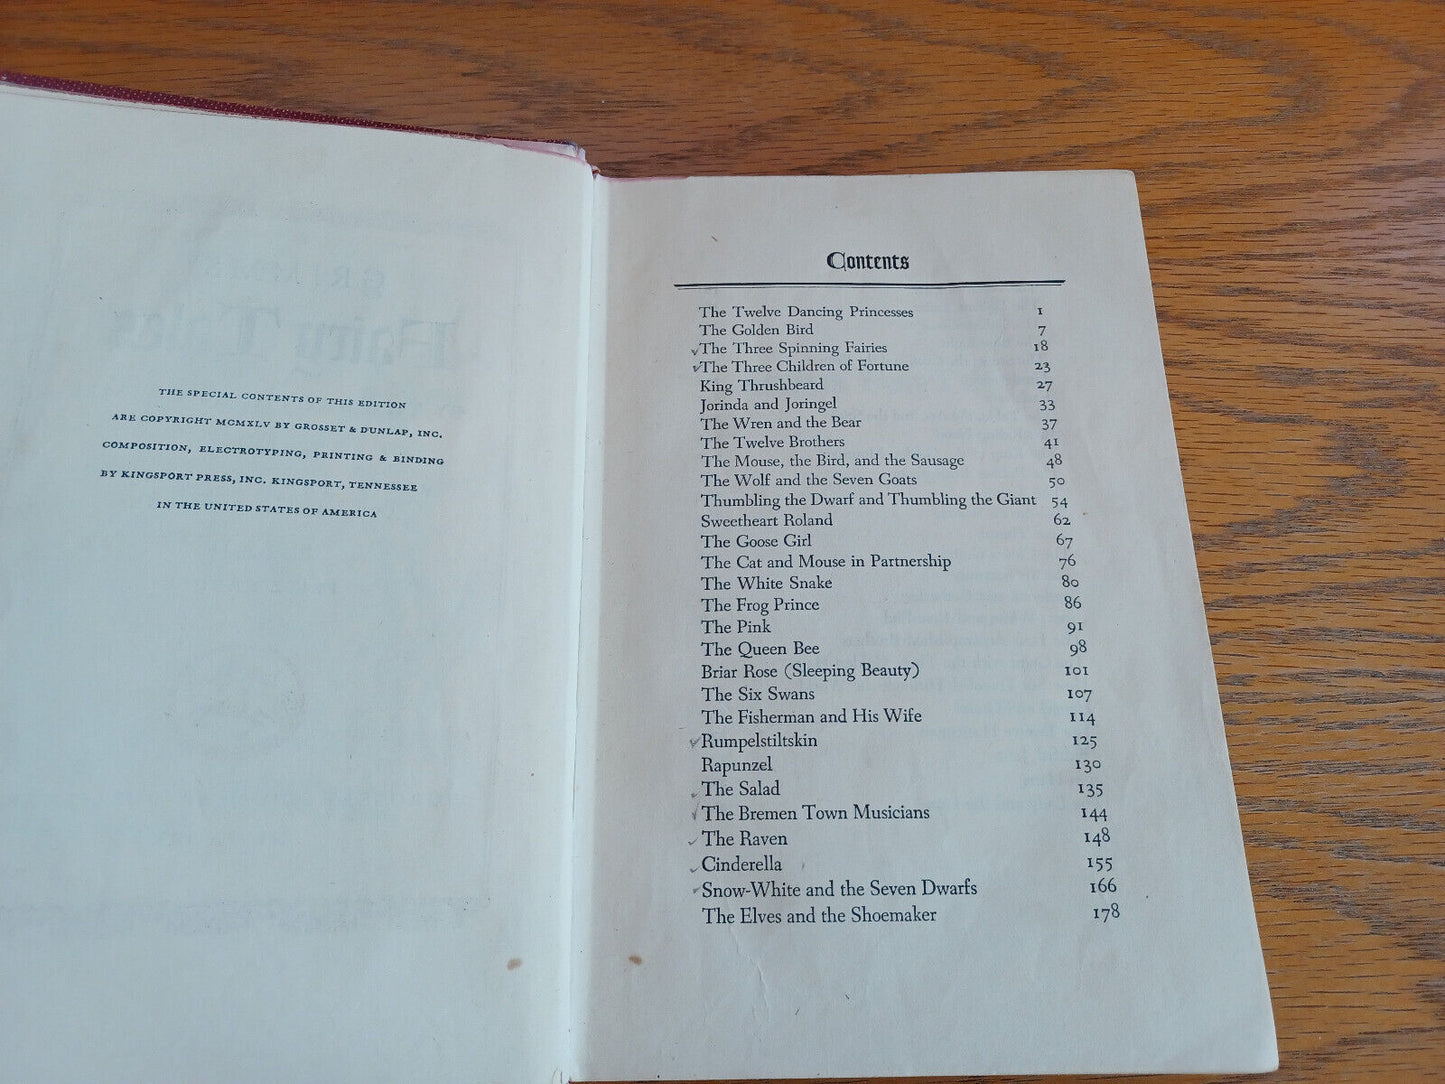 THE SPECIAL CONTENTS OF THIS EDITION
ARE COPYRIGHT MCMXLV BY GROSSET & DUNLAP, INC.
COMPOSITION, ELECTROTYPING, PRINTING & BINDING
BY KINGSPORT PRESS, INC. KINGSPORT, TENNESSEE
IN THE UNITED STATES OF AMERICA
Contents
The Twelve Dancing Princesses 1
The Golden Bird 7
The Three Spinning Fairies 18
The Three Children of Fortune 23
King Thrushbeard 27
Jorinda and Joringel 33
The Wren and the Bear 37
The Twelve Brothers 41
The Mouse, the Bird, and the Sausage 48
The Wolf and the Seven Goats 50
Thumbling the Dwarf and Thumbling the Giant 54
Sweetheart Roland 62
The Goose Girl 67
The Cat and Mouse in Partnership 76
The White Snake 80
The Frog Prince 86
The Pink 91
The Queen Bee 98
Briar Rose (Sleeping Beauty) 101
The Six Swans 107
The Fisherman and His Wife 114
Rumpelstiltskin 125
Rapunzel 130
The Salad 135
The Bremen Town Musicians 144
The Raven 148
Cinderella 155
Snow-White and the Seven Dwarfs 166
The Elves and the Shoemaker 178